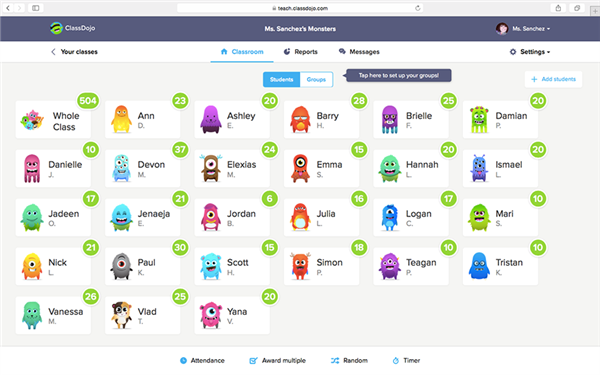 teach.classdojo.com
ClassDojo
Ms. Sanchez's Monsters
Ms. Sanchez
Your classes
Classroom
Reports
Messages
Settings
Students
Groups
Tap here to set up your groups!
+ Add students
504
Whole Class
23
Ann D.
20
Ashley E.
28
Barry H.
25
Brielle F.
20
Damian P.
10
Danielle J.
37
Devon M.
24
Elexias M.
15
Emma S.
20
Hannah L.
20
Ismael L.
17
Jadeen O.
21
Jenaeja E.
6
Jordan B.
16
Julia L.
17
Logan C.
10
Mari S.
21
Nick L.
30
Paul K.
15
Scott H.
18
Simon P.
10
Teagan P.
10
Tristan K.
26
Vanessa M.
25
Vlad T.
20
Yana V.
Attendance
Award multiple
Random
Timer